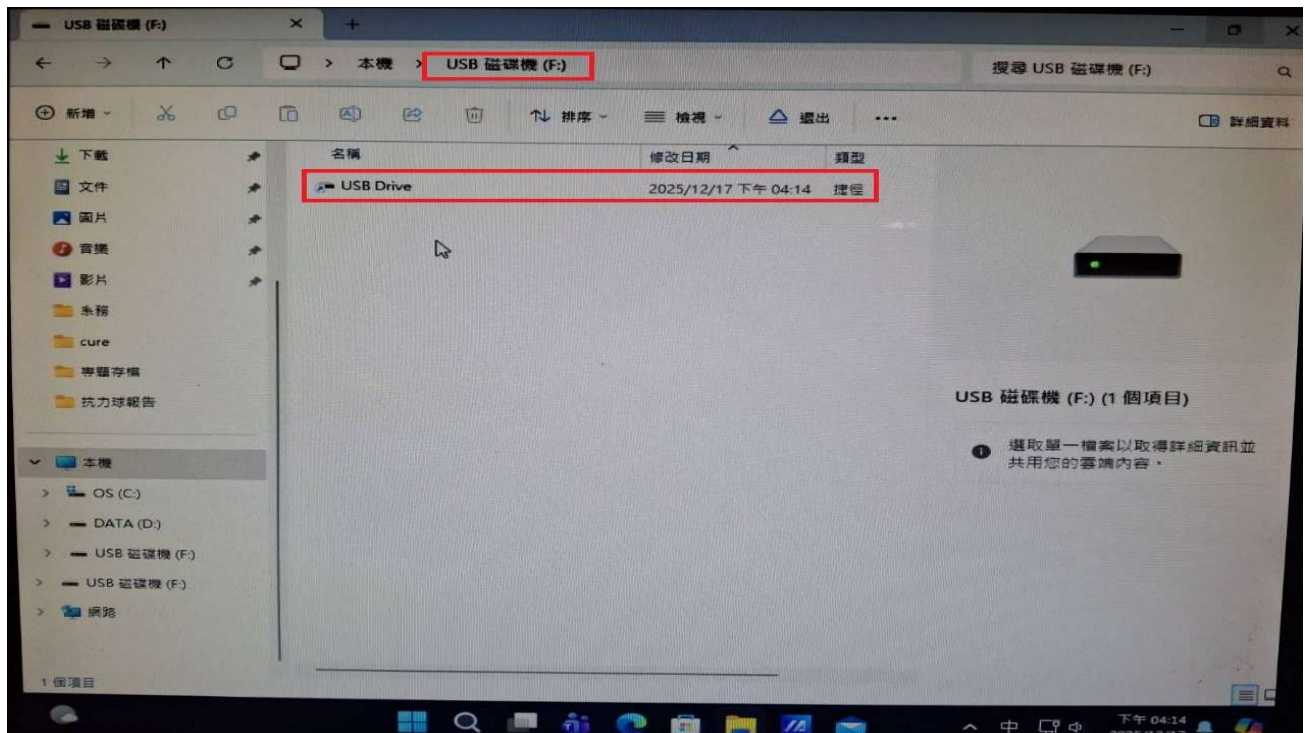 USB 磁碟機 (F:)
本機 › USB 磁碟機 (F:)
搜尋 USB 磁碟機 (F:)
新增
排序
檢視
退出
詳細資料
下載
文件
圖片
音樂
影片
系務
cure
專題存檔
抗力球報告
本機
OS (C:)
DATA (D:)
USB 磁碟機 (F:)
USB 磁碟機 (F:)
網路
1 個項目
名稱 修改日期 類型
USB Drive 2025/12/17 下午 04:14 捷徑
USB 磁碟機 (F:) (1 個項目)
選取單一檔案以取得詳細資訊並
共用您的雲端內容。
中
下午 04:14
2025/12/17